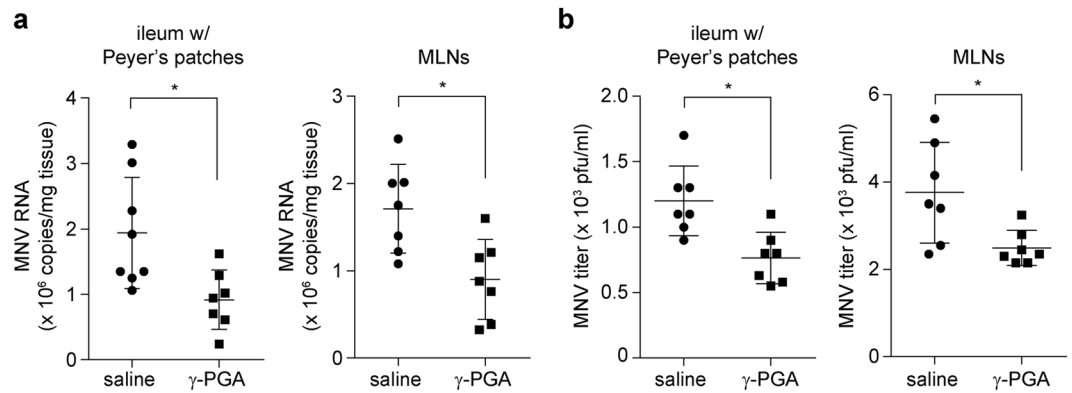 a
ileum w/
Peyer's patches
*
MNV RNA
(x 10⁶ copies/mg tissue)
4
3
2
1
0
saline γ-PGA
MLNs
*
MNV RNA
(x 10⁶ copies/mg tissue)
3
2
1
0
saline γ-PGA
b
ileum w/
Peyer's patches
*
MNV titer (x 10³ pfu/ml)
2.0
1.5
1.0
0.5
0
saline γ-PGA
MLNs
*
MNV titer (x 10³ pfu/ml)
6
4
2
0
saline γ-PGA